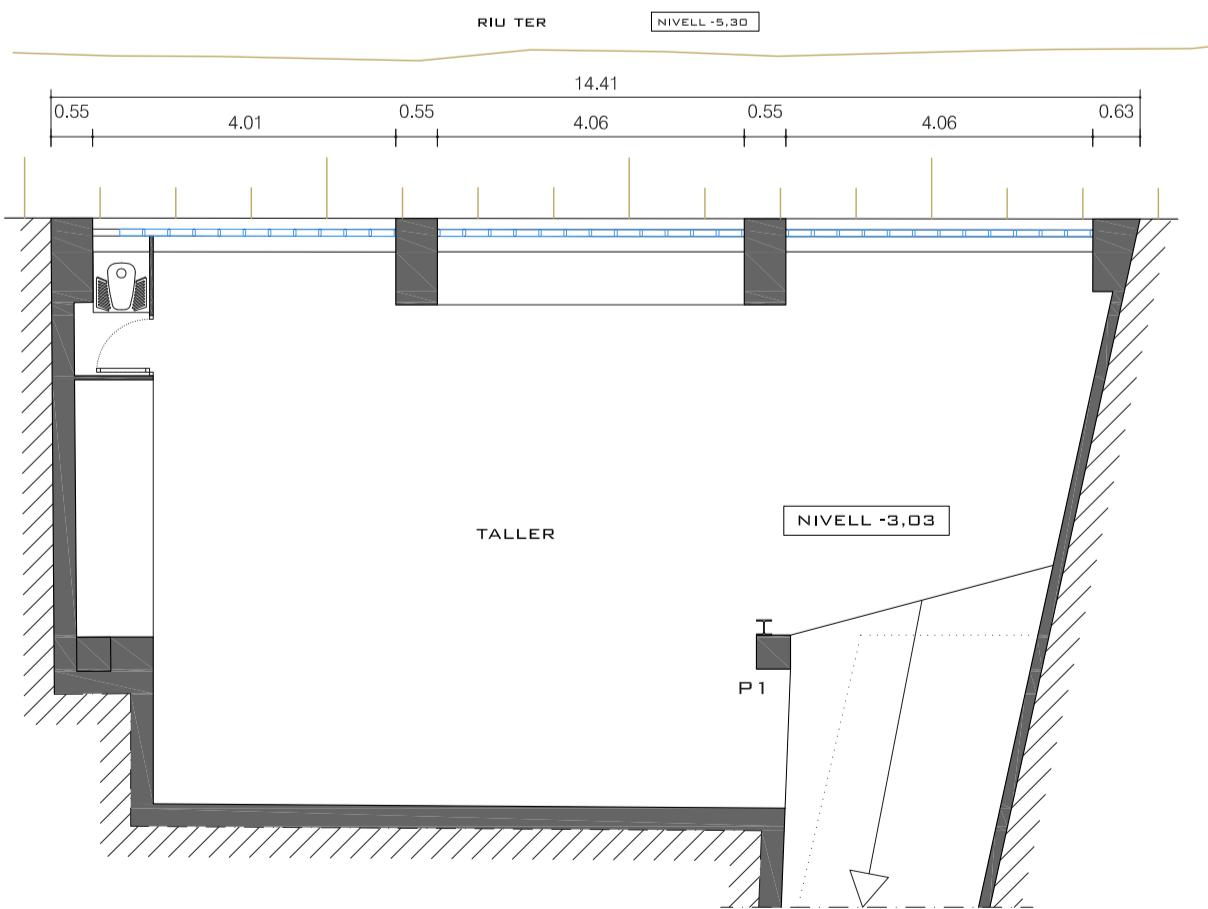 RIU TER NIVELL -5,30
14.41
0.55 0.55 0.55 0.63
4.01 4.06 4.06
NIVELL -3,03
TALLER
P1